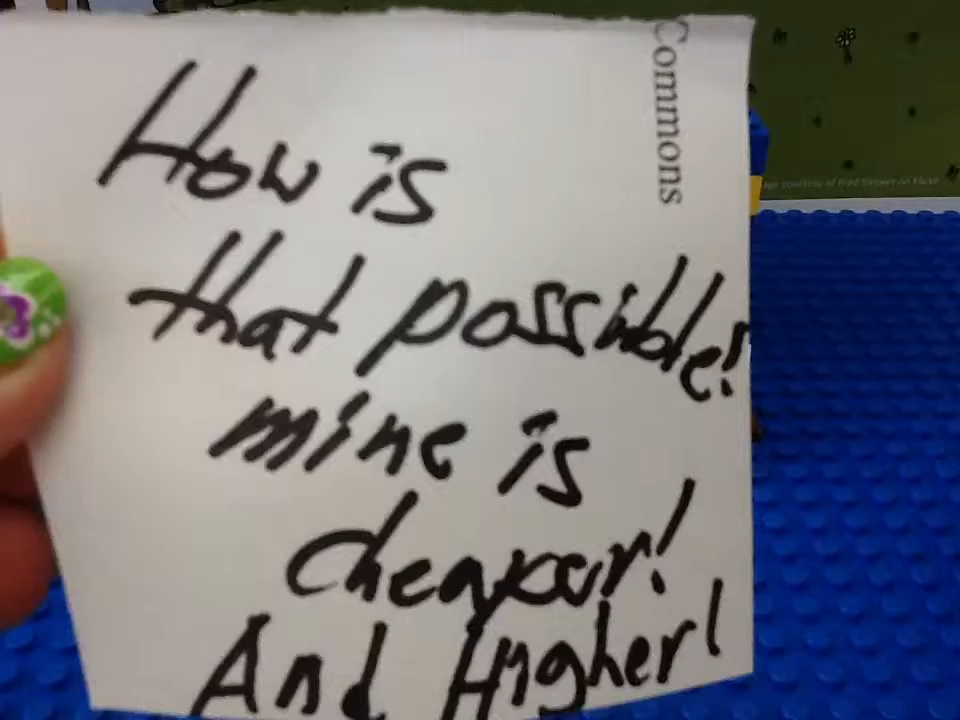 How is
that possible!
mine is
cheaper!
And Higher!
Commons